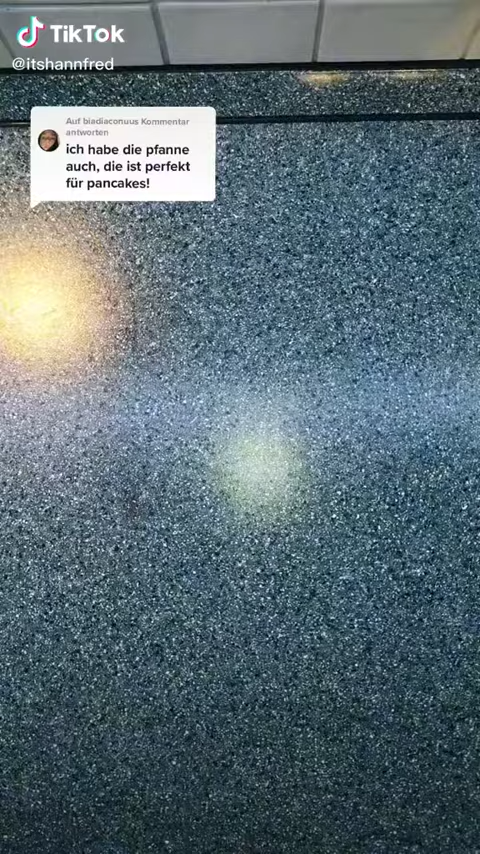 TikTok
@itshannfred
Auf biadiaconuus Kommentar
antworten
ich habe die pfanne
auch, die ist perfekt
für pancakes!